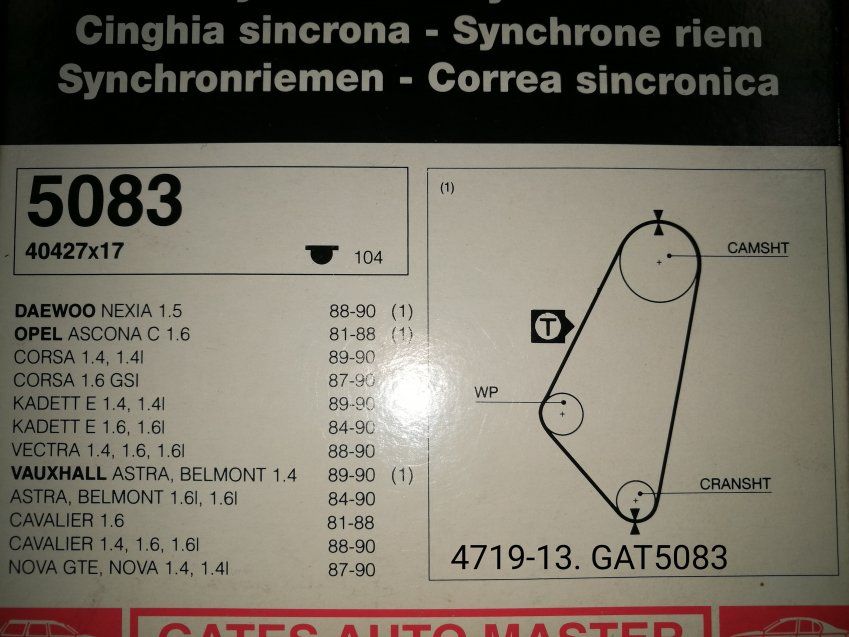 Cinghia sincrona - Synchrone riem
Synchronriemen - Correa sincronica
5083
40427x17
104
DAEWOO NEXIA 1.5 88-90 (1)
OPEL ASCONA C 1.6 81-88 (1)
CORSA 1.4, 1.4I 89-90
CORSA 1.6 GSI 87-90
KADETT E 1.4, 1.4I 89-90
KADETT E 1.6, 1.6I 84-90
VECTRA 1.4, 1.6, 1.6I 88-90
VAUXHALL ASTRA, BELMONT 1.4 89-90 (1)
ASTRA, BELMONT 1.6I, 1.6I 84-90
CAVALIER 1.6 81-88
CAVALIER 1.4, 1.6, 1.6I 88-90
NOVA GTE, NOVA 1.4, 1.4I 87-90
(1)
CAMSHT
T
WP
CRANSHT
4719-13. GAT5083
GATES AUTO MASTER